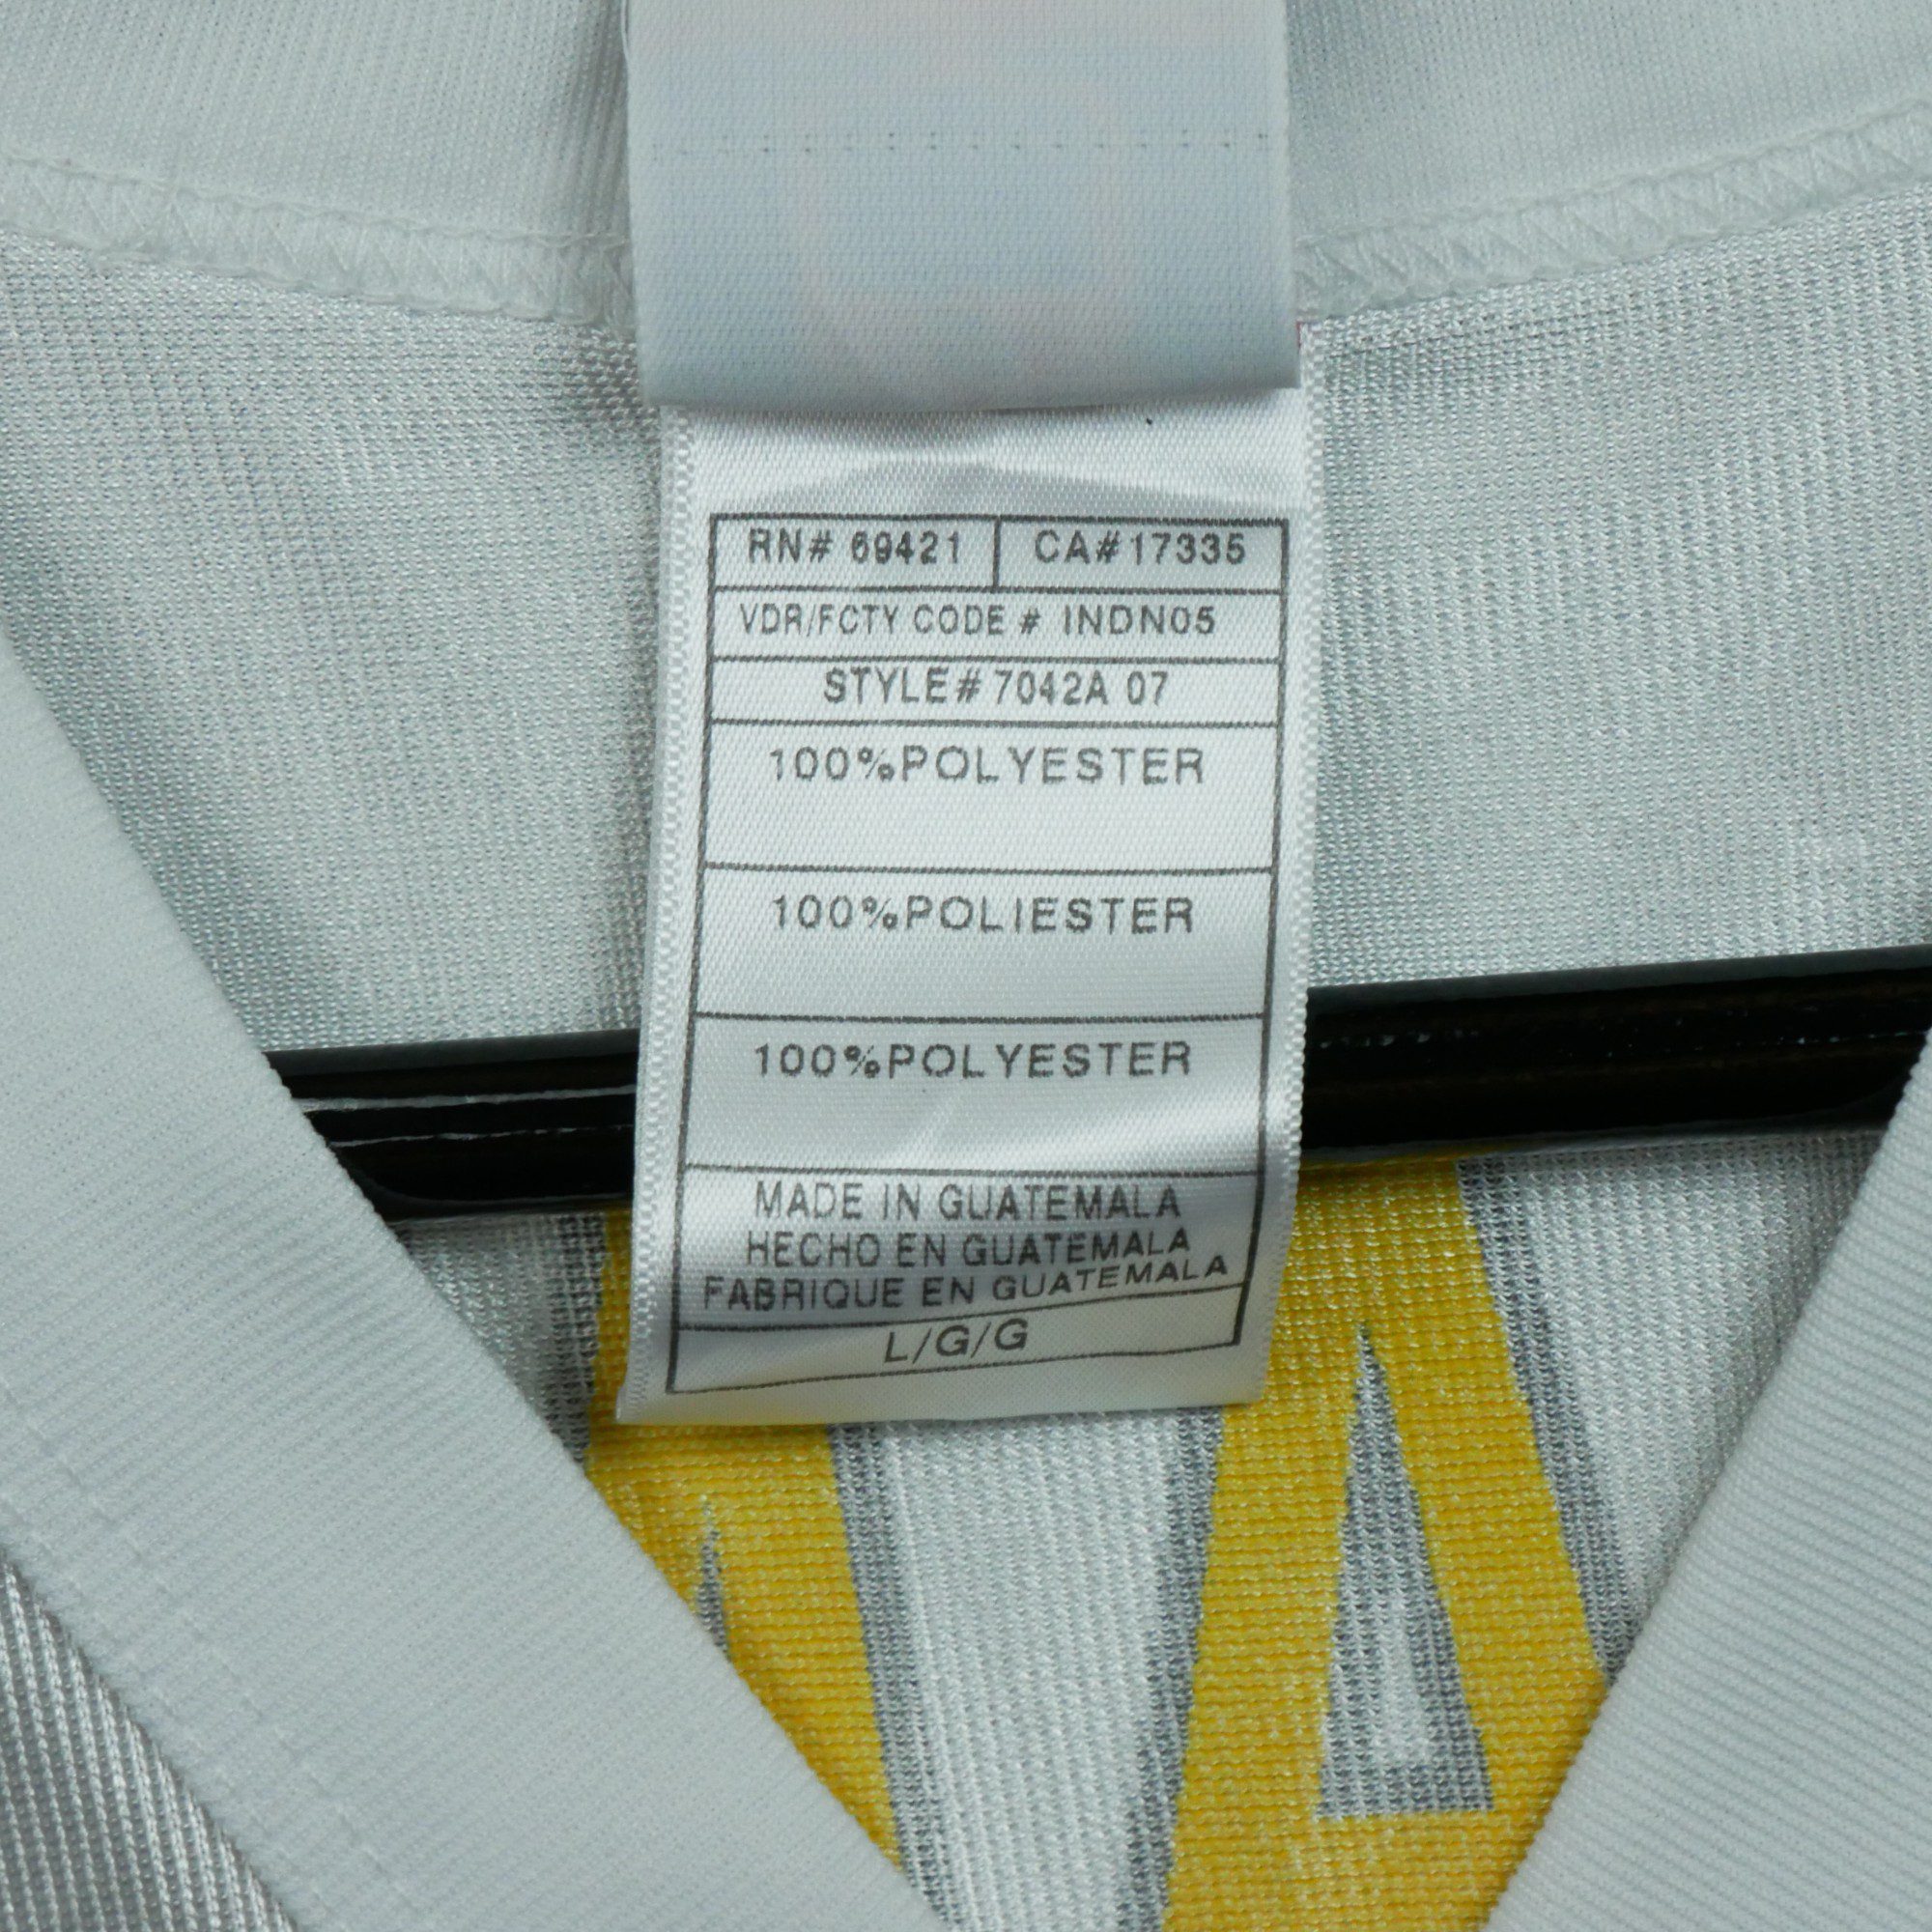 RN# 69421 CA#17335
VDR/FCTY CODE # INDN05
STYLE# 7042A 07
100%POLYESTER
100%POLIESTER
100%POLYESTER
MADE IN GUATEMALA
HECHO EN GUATEMALA
FABRIQUE EN GUATEMALA
L/G/G